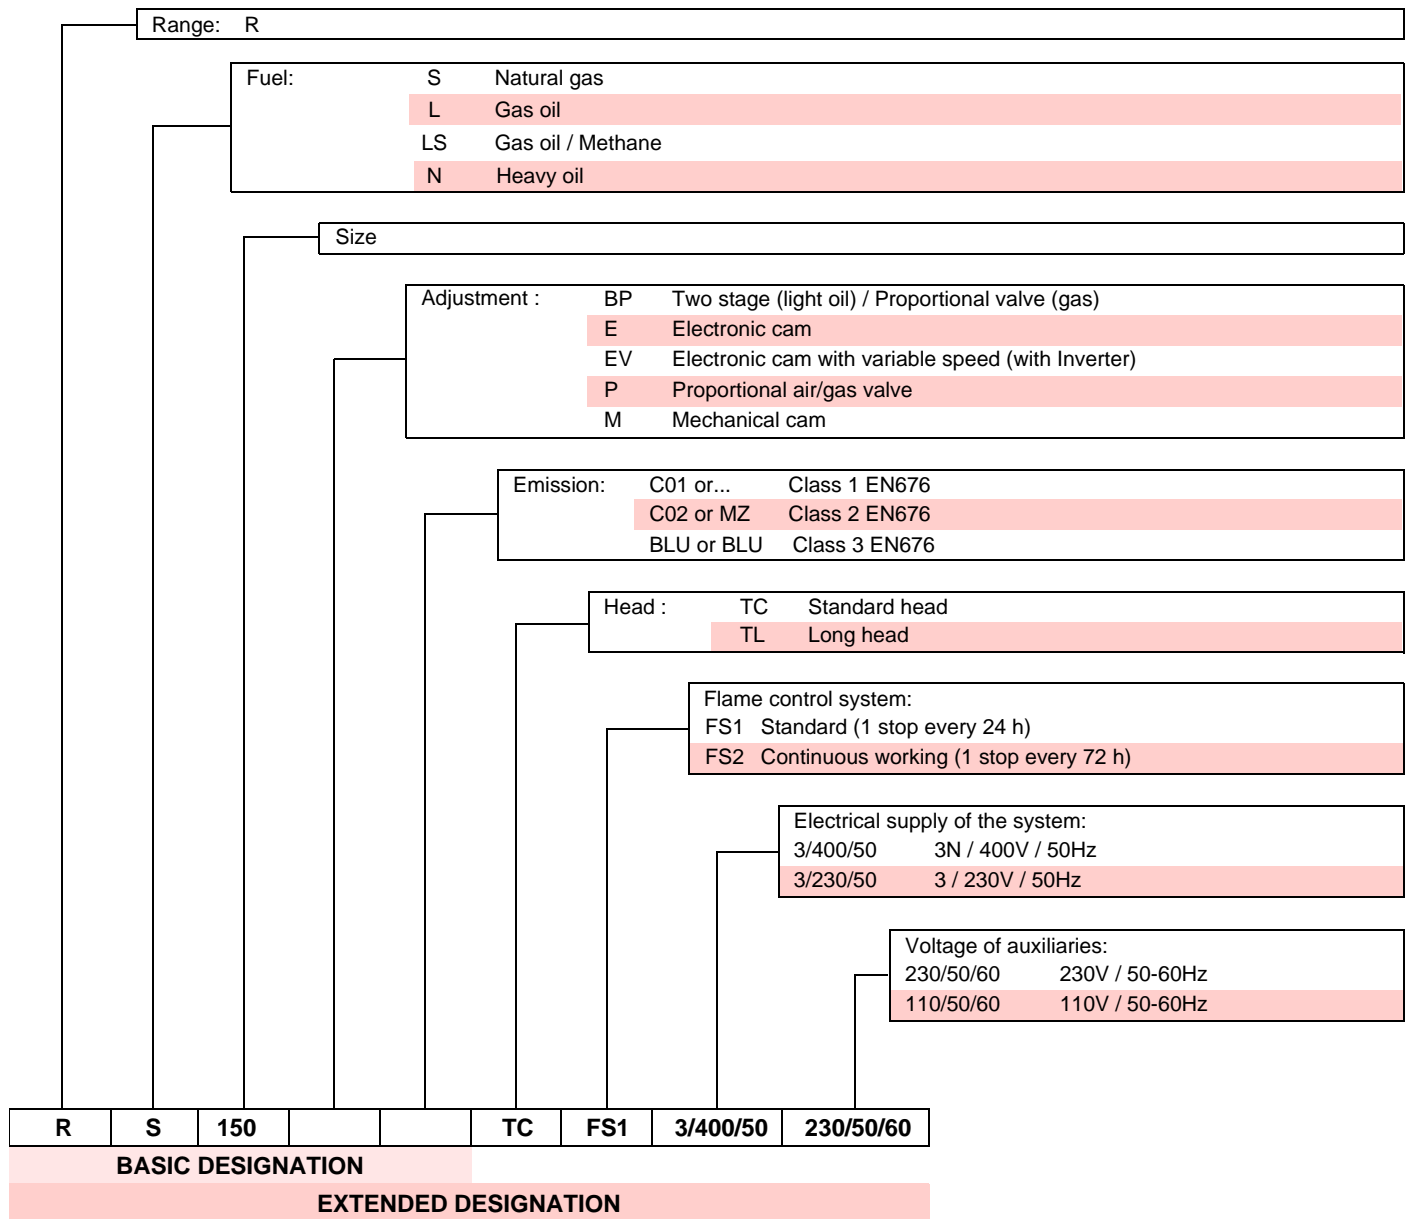 Range: R
Fuel: S Natural gas
L Gas oil
LS Gas oil / Methane
N Heavy oil
Size
Adjustment : BP Two stage (light oil) / Proportional valve (gas)
E Electronic cam
EV Electronic cam with variable speed (with Inverter)
P Proportional air/gas valve
M Mechanical cam
Emission: C01 or... Class 1 EN676
C02 or MZ Class 2 EN676
BLU or BLU Class 3 EN676
Head : TC Standard head
TL Long head
Flame control system:
FS1 Standard (1 stop every 24 h)
FS2 Continuous working (1 stop every 72 h)
Electrical supply of the system:
3/400/50 3N / 400V / 50Hz
3/230/50 3 / 230V / 50Hz
Voltage of auxiliaries:
230/50/60 230V / 50-60Hz
110/50/60 110V / 50-60Hz
R S 150 TC FS1 3/400/50 230/50/60
BASIC DESIGNATION
EXTENDED DESIGNATION